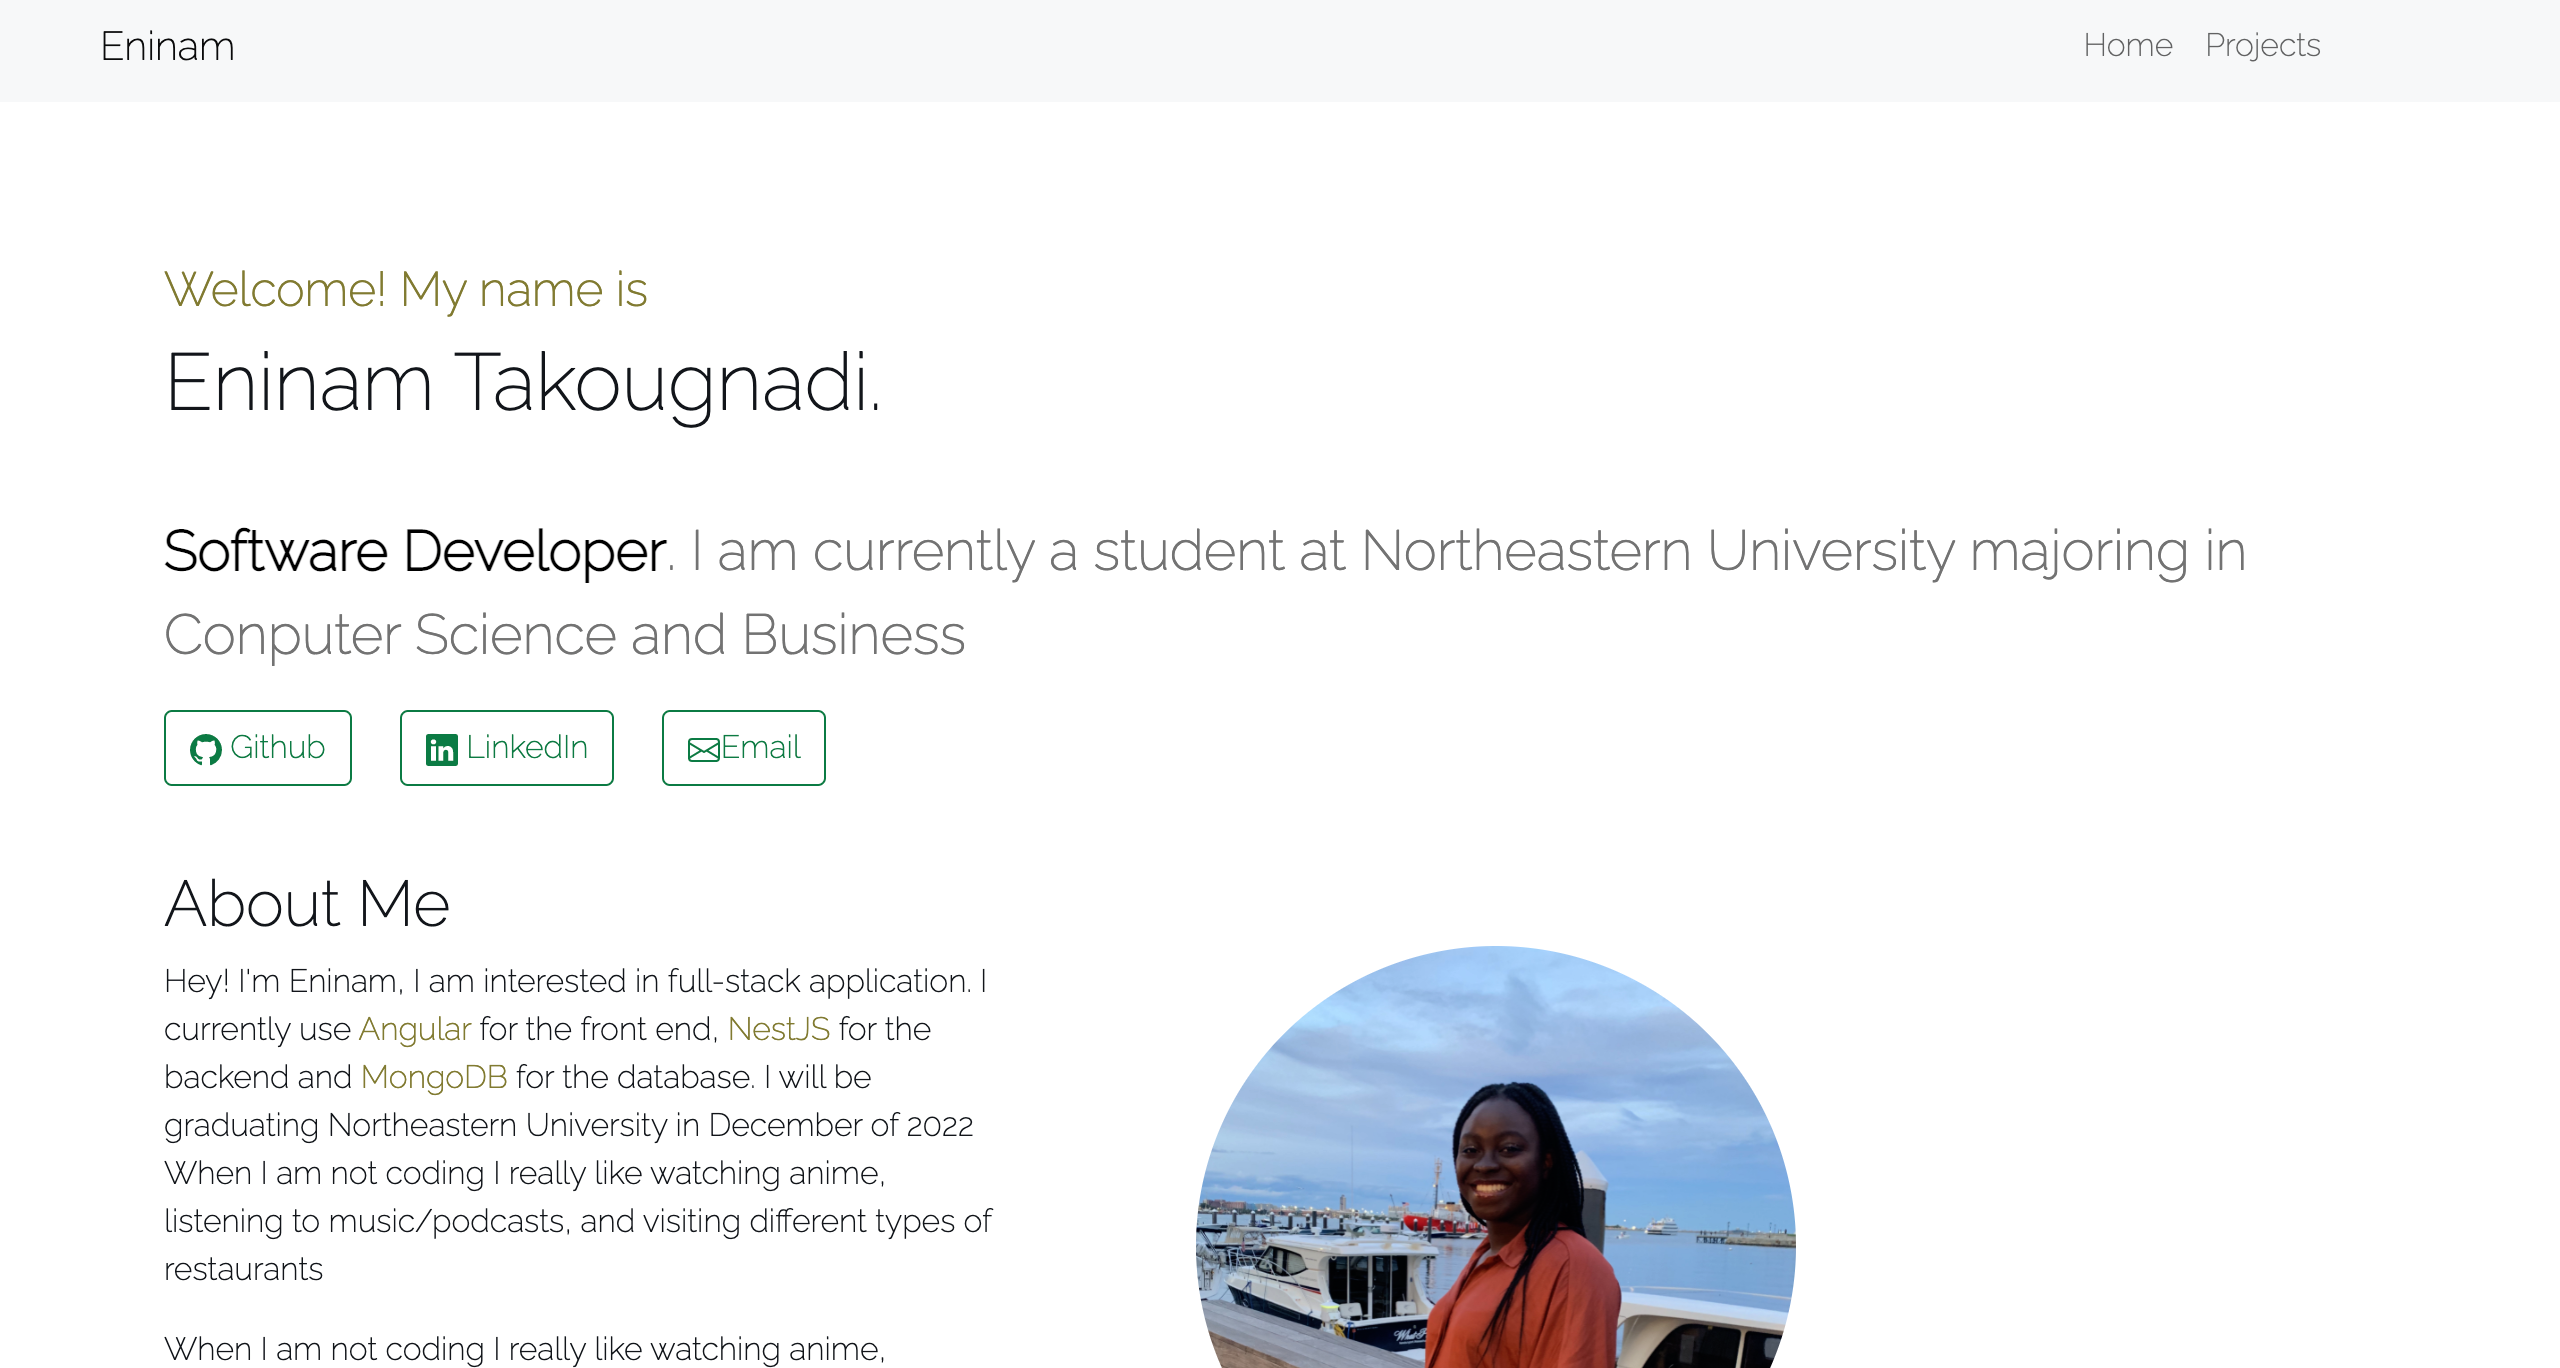 Eninam
Home Projects
Welcome! My name is
Eninam Takougnadi.
Software Developer. I am currently a student at Northeastern University majoring in
Conputer Science and Business
Github LinkedIn Email
About Me
Hey! I'm Eninam, I am interested in full-stack application. I
currently use Angular for the front end, NestJS for the
backend and MongoDB for the database. I will be
graduating Northeastern University in December of 2022
When I am not coding I really like watching anime,
listening to music/podcasts, and visiting different types of
restaurants
When I am not coding I really like watching anime,